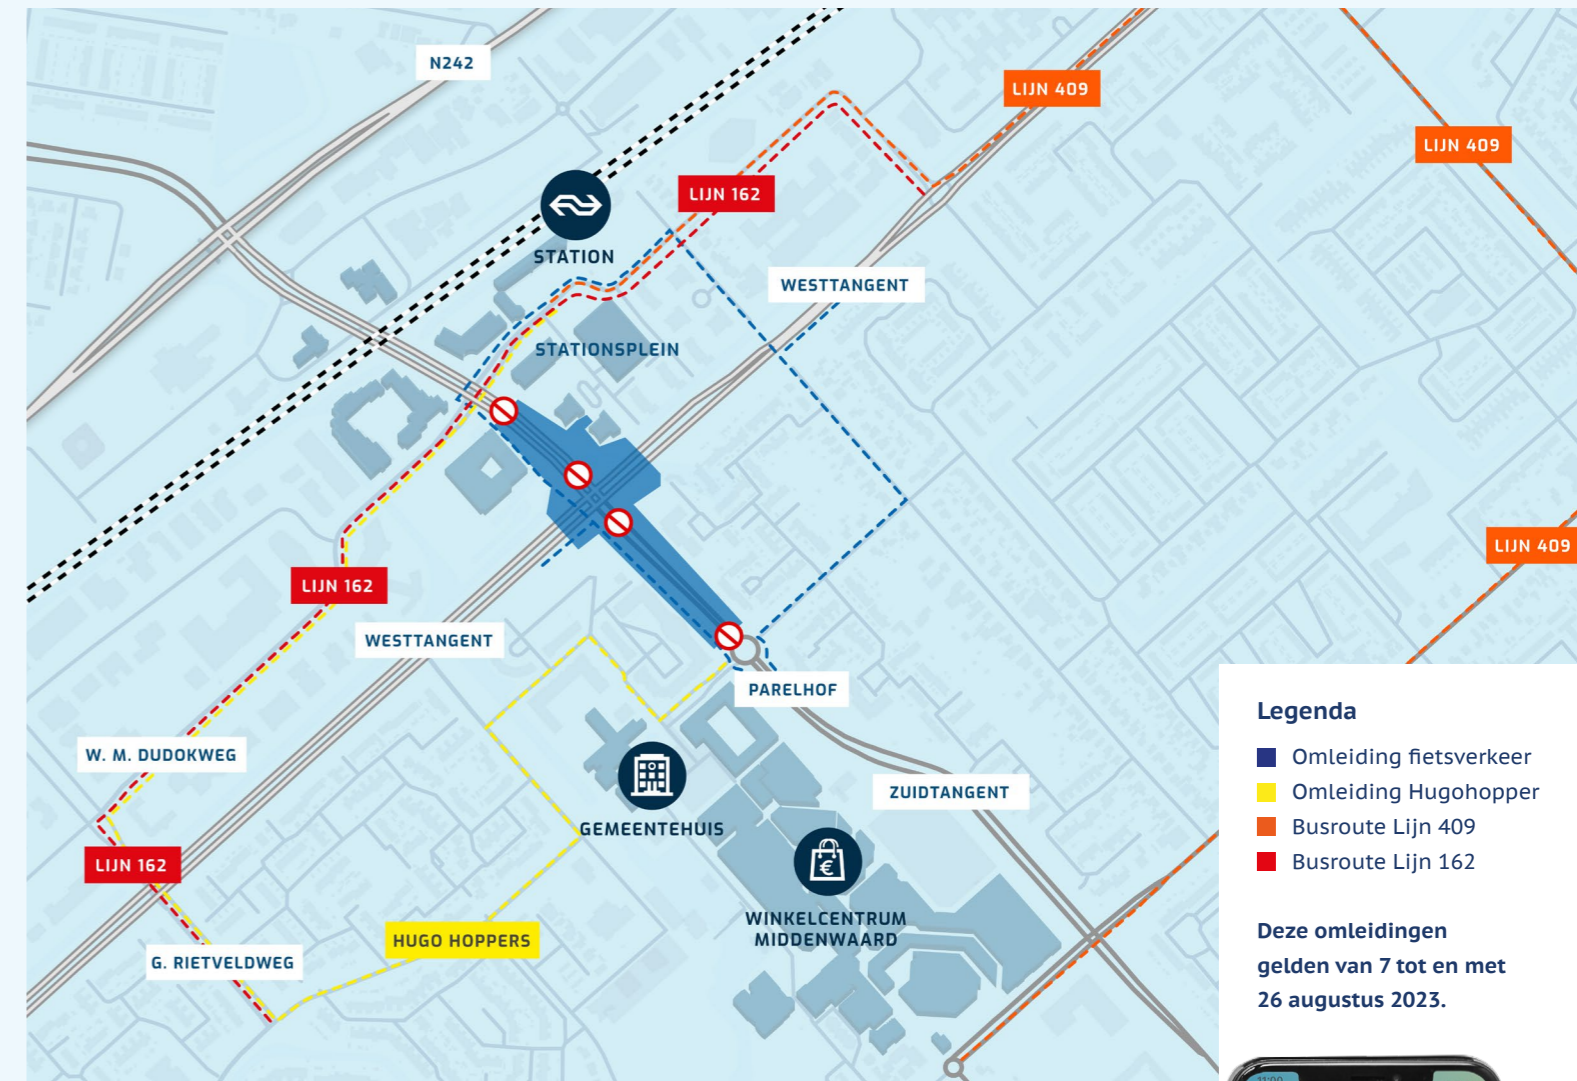 N242
LIJN 409
LIJN 409
LIJN 162
STATION
WESTTANGENT
STATIONSPLEIN
LIJN 409
LIJN 162
WESTTANGENT
PARELHOF
W. M. DUDOKWEG
ZUIDTANGENT
GEMEENTEHUIS
LIJN 162
WINKELCENTRUM
MIDDENWAARD
HUGO HOPPERS
G. RIETVELDWEG
Legenda
Omleiding fietsverkeer
Omleiding Hugohopper
Busroute Lijn 409
Busroute Lijn 162
Deze omleidingen
gelden van 7 tot en met
26 augustus 2023.
11:00